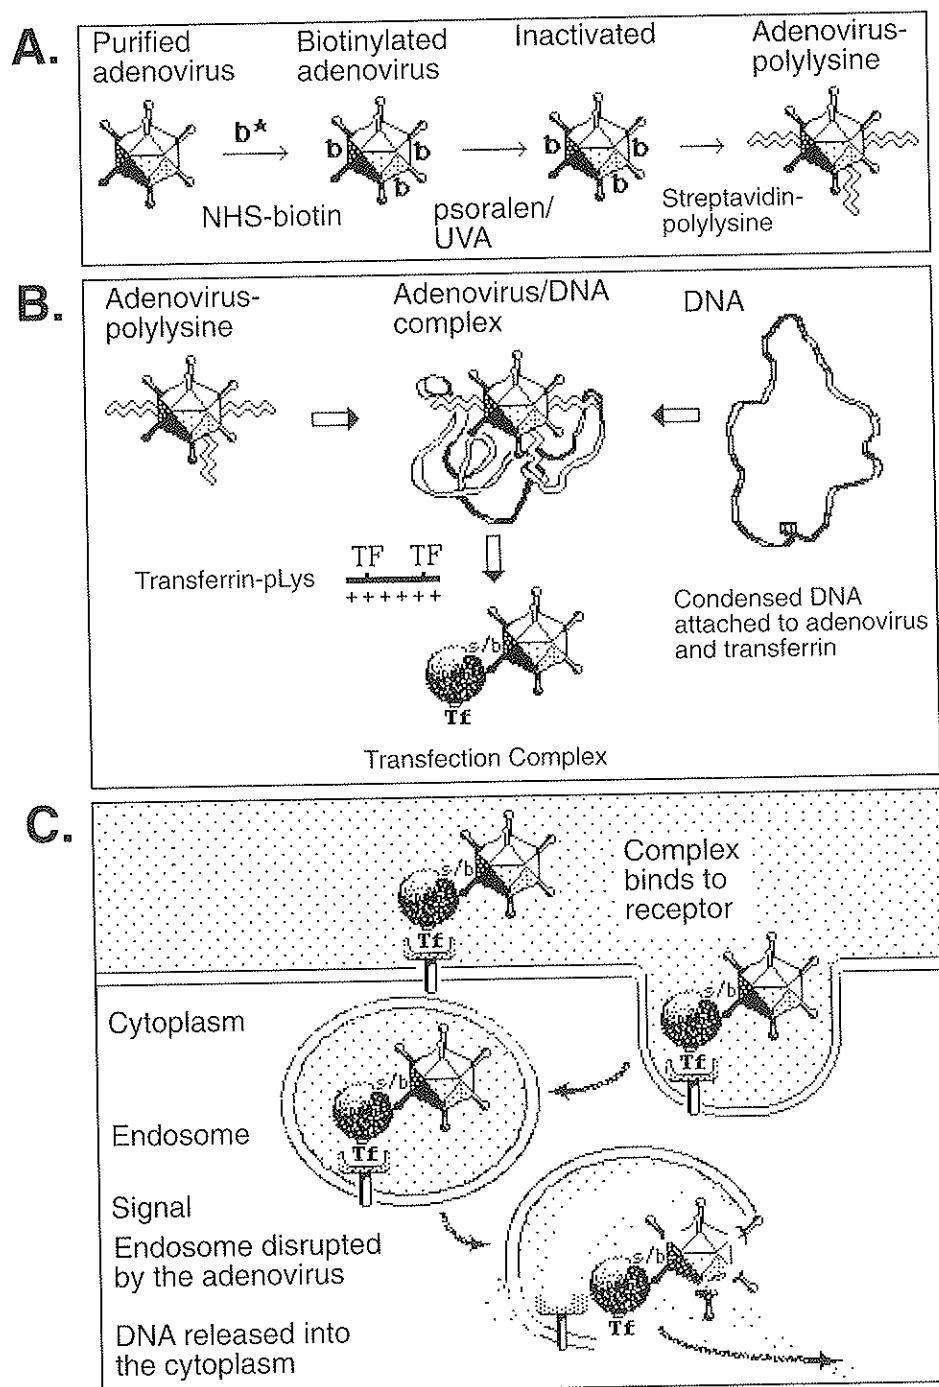 A.
Purified
adenovirus
b*
NHS-biotin
Biotinylated
adenovirus
b
b
b
psoralen/
UVA
Inactivated
b
b
b
Streptavidin-
polylysine
Adenovirus-
polylysine
B.
Adenovirus-
polylysine
Adenovirus/DNA
complex
DNA
Transferrin-pLys
TF TF
++++++
s/b
Tf
Condensed DNA
attached to adenovirus
and transferrin
Transfection Complex
C.
s/b
Tf
Complex
binds to
receptor
s/b
Tf
Cytoplasm
s/b
Tf
Endosome
Signal
Endosome disrupted
by the adenovirus
s/b
Tf
DNA released into
the cytoplasm